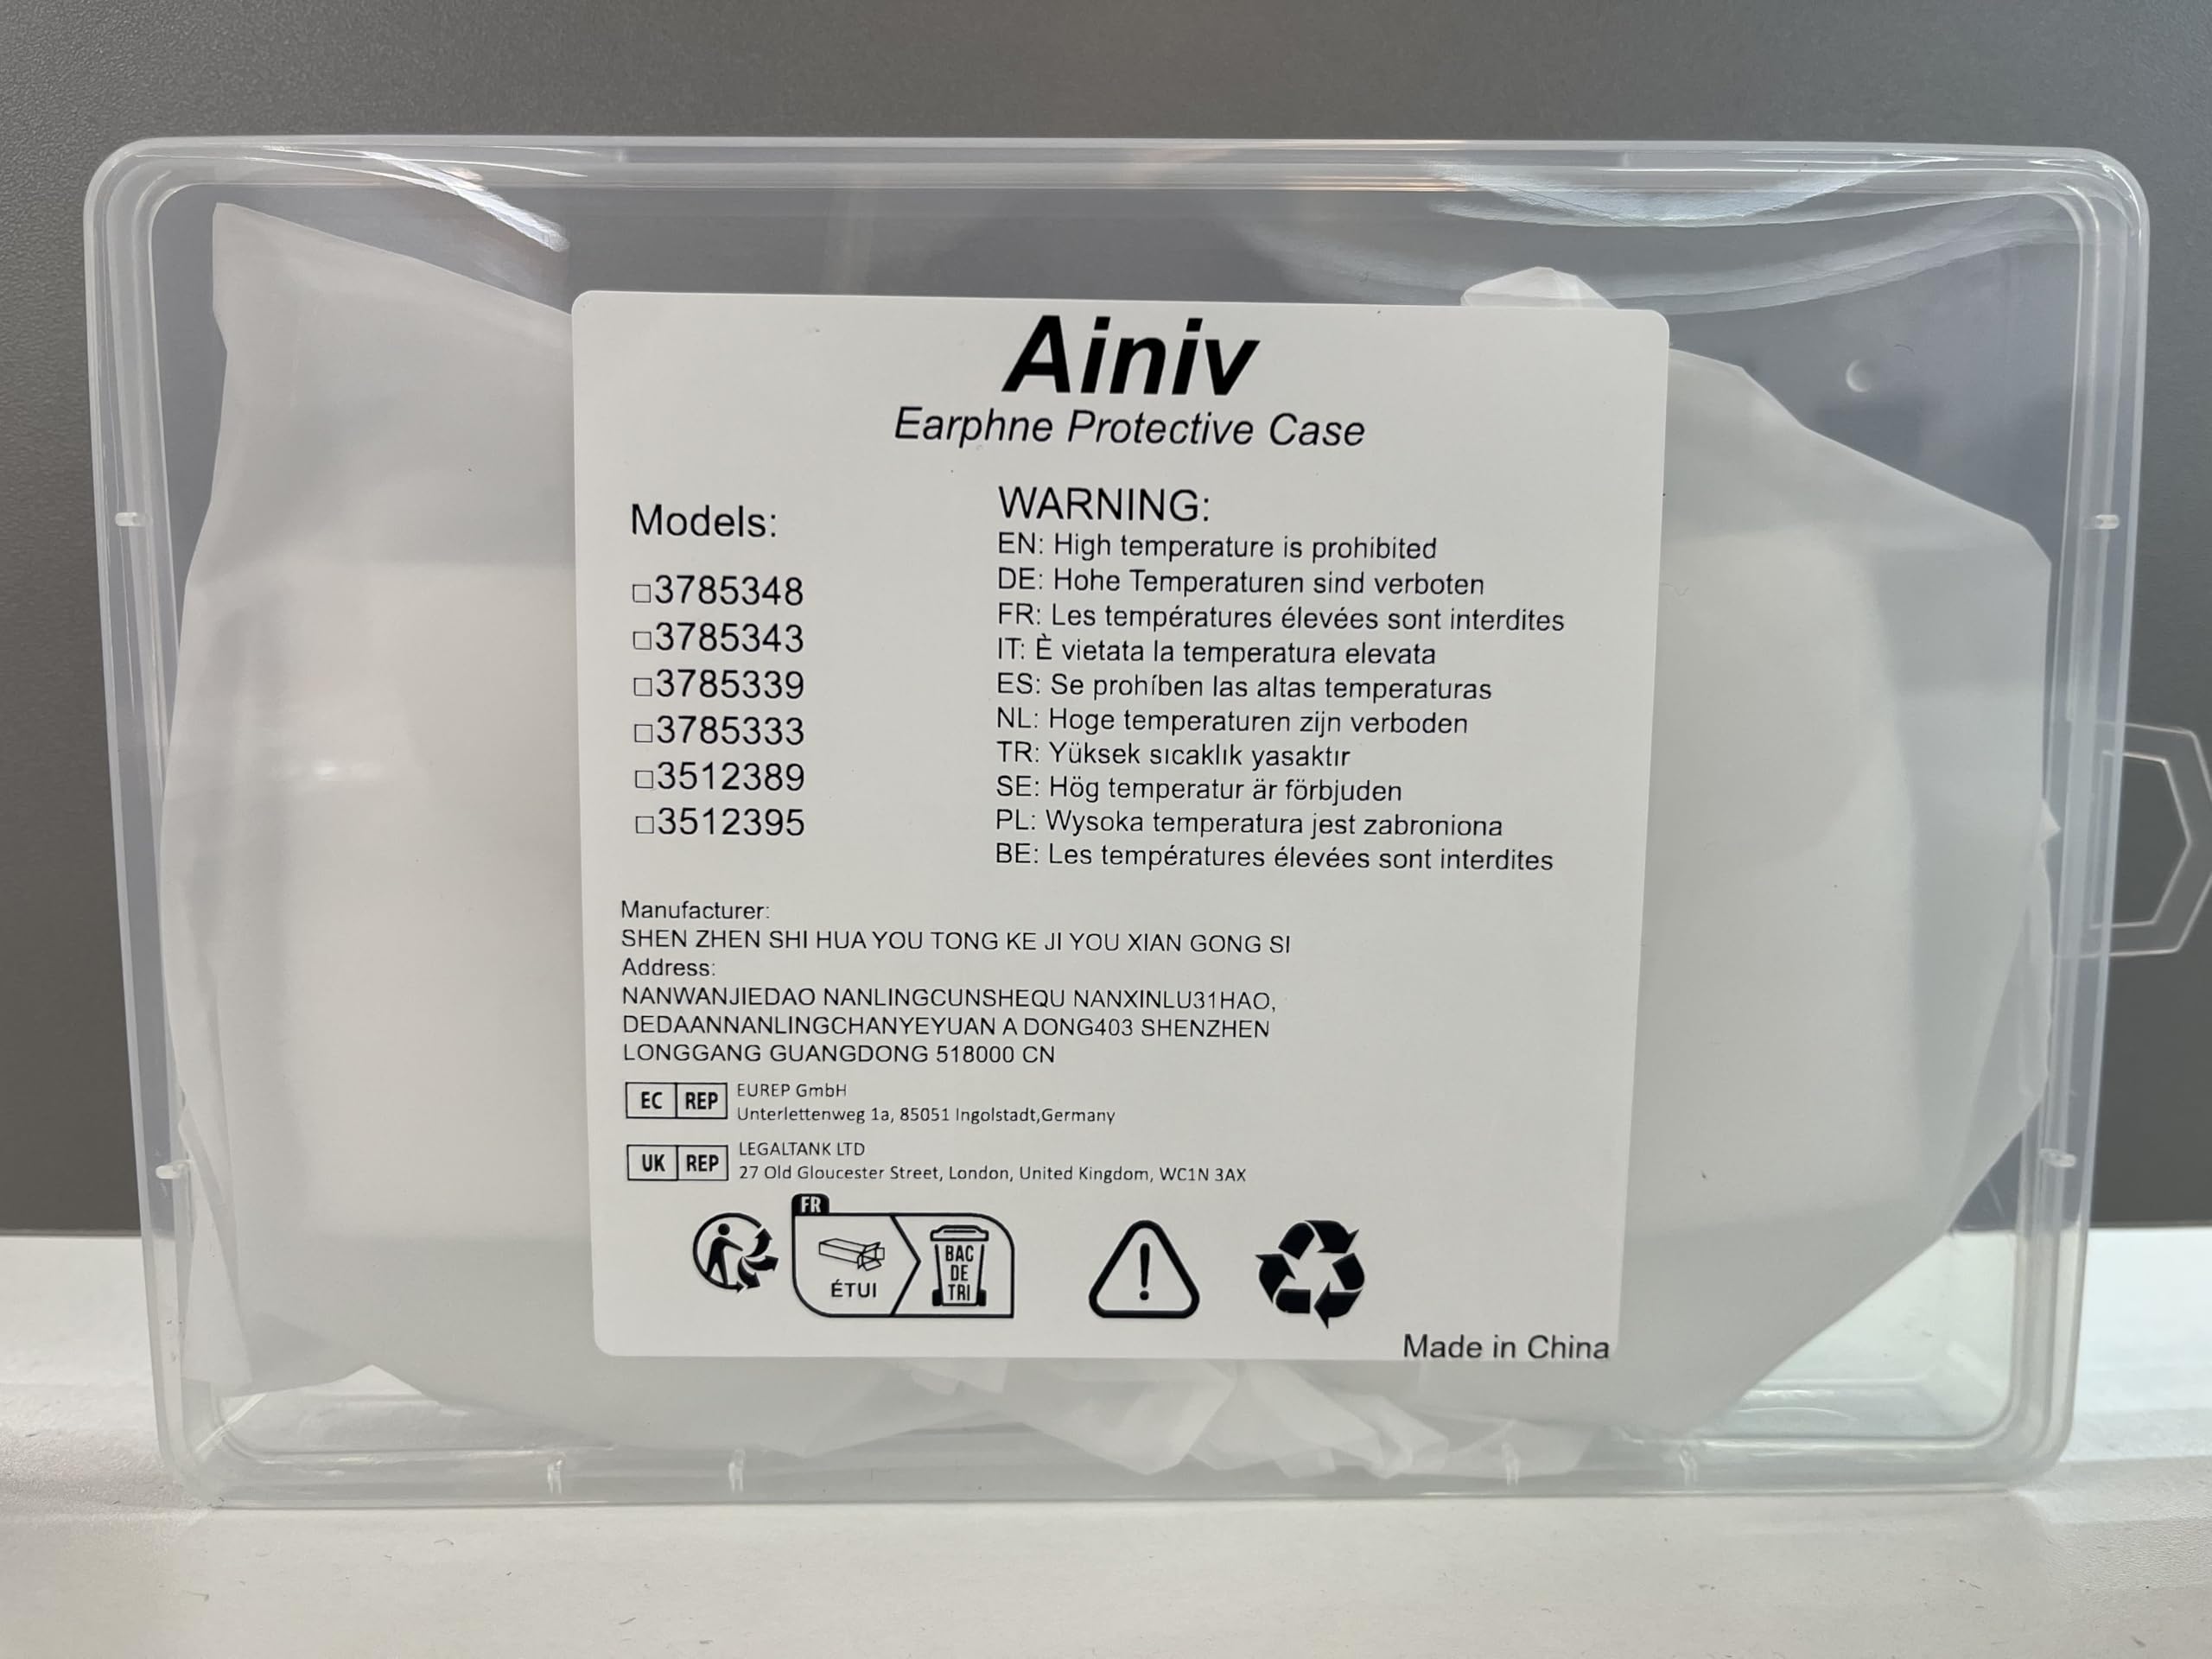 Ainiv
Earphne Protective Case
Models:
□3785348
□3785343
□3785339
□3785333
□3512389
□3512395
WARNING:
EN: High temperature is prohibited
DE: Hohe Temperaturen sind verboten
FR: Les températures élevées sont interdites
IT: È vietata la temperatura elevata
ES: Se prohíben las altas temperaturas
NL: Hoge temperaturen zijn verboden
TR: Yüksek sıcaklık yasaktır
SE: Hög temperatur är förbjuden
PL: Wysoka temperatura jest zabroniona
BE: Les températures élevées sont interdites
Manufacturer:
SHEN ZHEN SHI HUA YOU TONG KE JI YOU XIAN GONG SI
Address:
NANWANJIEDAO NANLINGCUNSHEQU NANXINLU31HAO,
DEDAANNANLINGCHANYEYUAN A DONG403 SHENZHEN
LONGGANG GUANGDONG 518000 CN
EC REP
EUREP GmbH
Unterlettenweg 1a, 85051 Ingolstadt,Germany
UK REP
LEGALTANK LTD
27 Old Gloucester Street, London, United Kingdom, WC1N 3AX
FR
ÉTUI
BAC
DE
TRI
Made in China